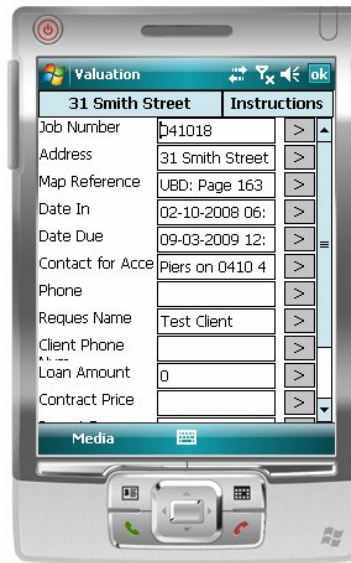 Valuation
ok
31 Smith Street
Instructions
Job Number 041018 >
Address 31 Smith Street >
Map Reference UBD: Page 163 >
Date In 02-10-2008 06: >
Date Due 09-03-2009 12: >
Contact for Acce Piers on 0410 4 >
Phone >
Reques Name Test Client >
Client Phone >
Loan Amount 0 >
Contract Price >
Media